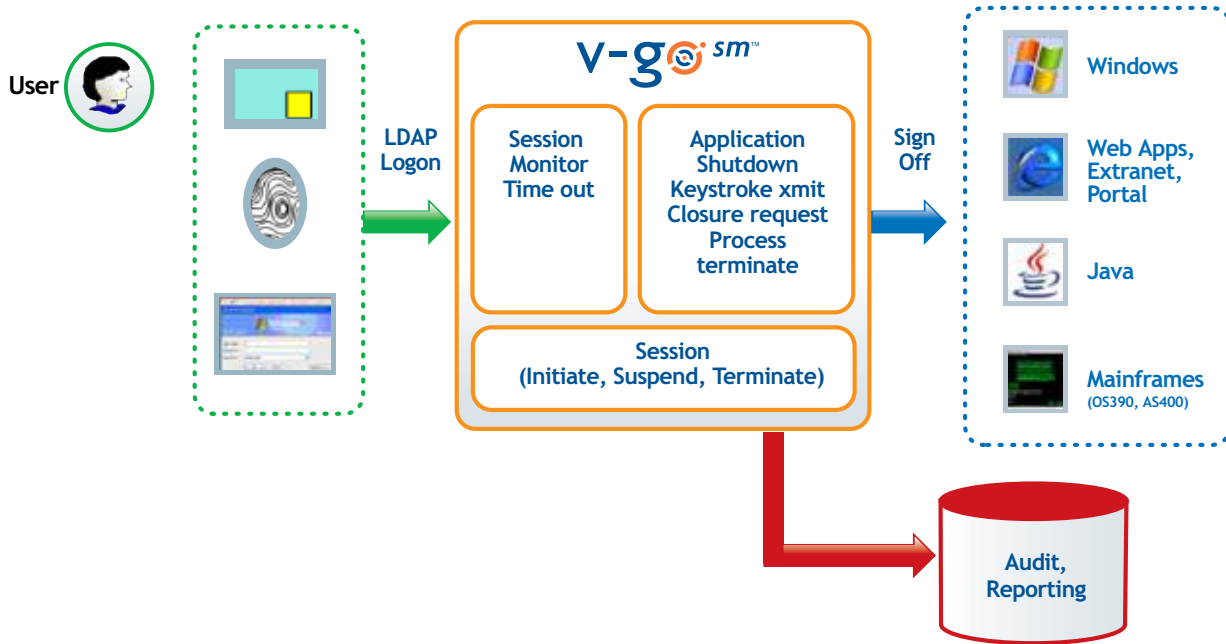 User
LDAP
Logon
v-go sm™
Session
Monitor
Time out
Application
Shutdown
Keystroke xmit
Closure request
Process
terminate
Session
(Initiate, Suspend, Terminate)
Sign
Off
Windows
Web Apps,
Extranet,
Portal
Java
Mainframes
(OS390, AS400)
Audit,
Reporting